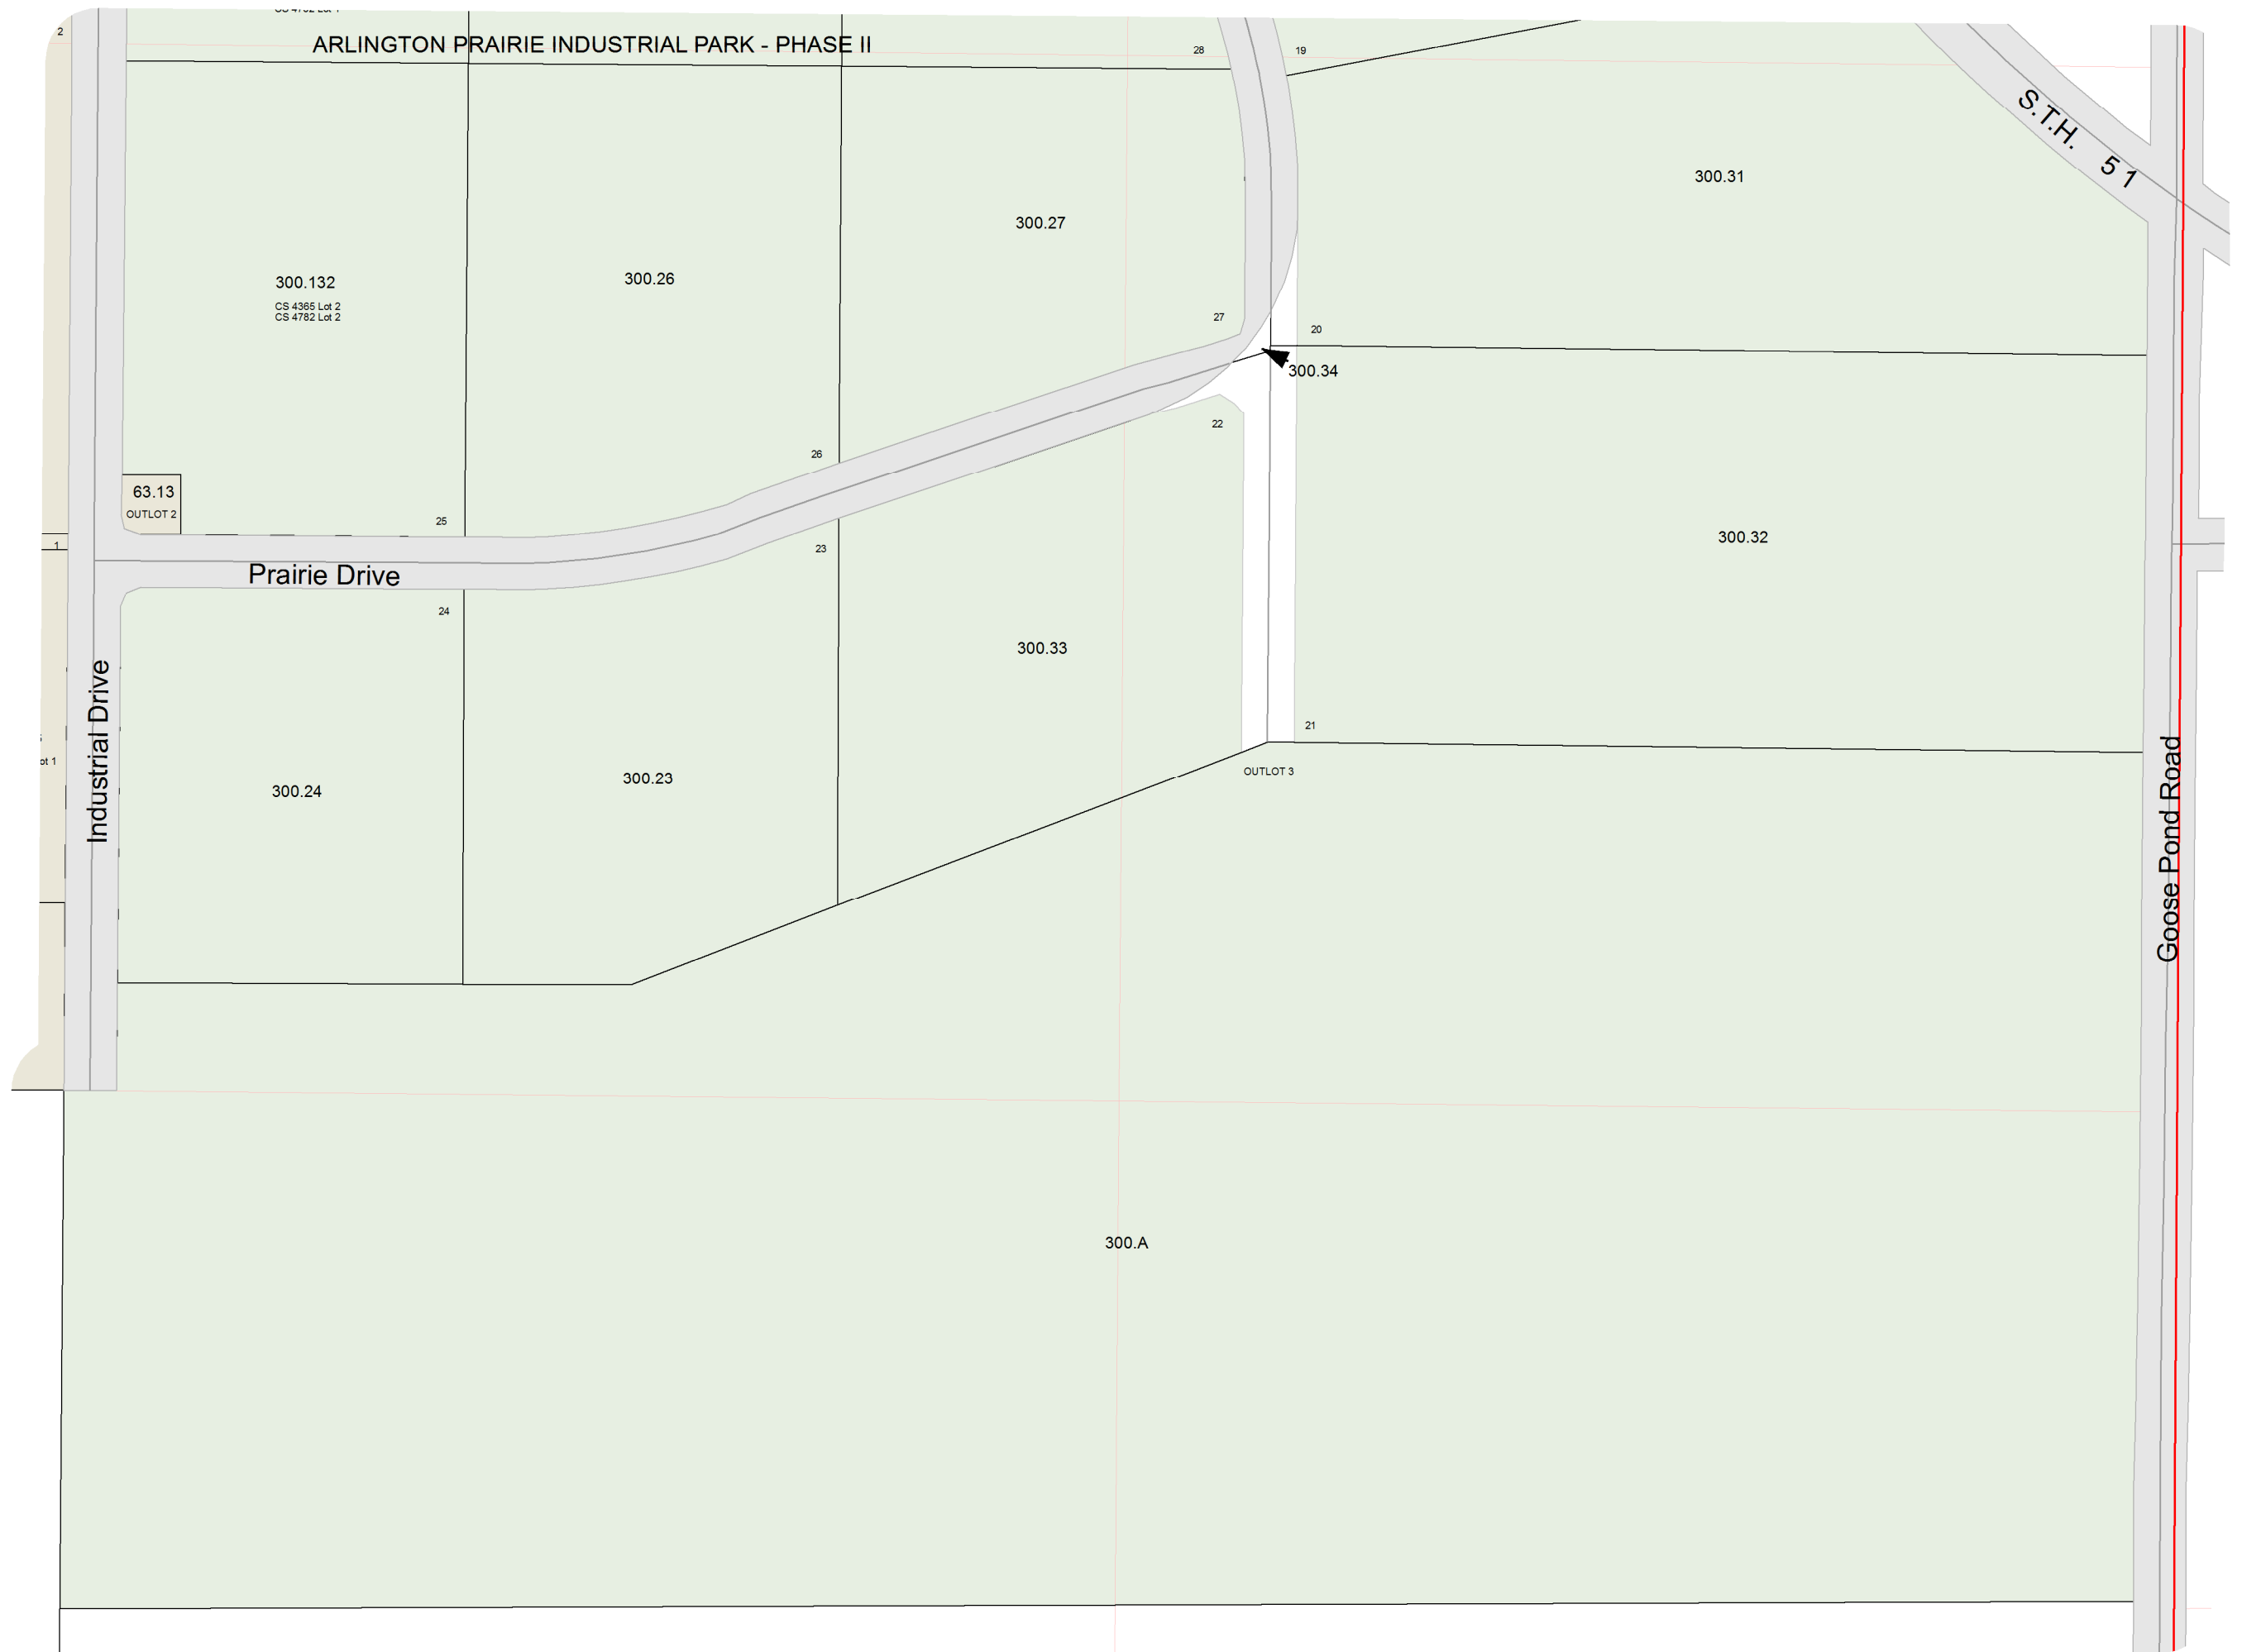 2
ARLINGTON PRAIRIE INDUSTRIAL PARK - PHASE II
28
19
S.T.H. 51
300.31
300.27
300.132
CS 4365 Lot 2
CS 4782 Lot 2
300.26
27
20
300.34
22
26
63.13
OUTLOT 2
25
1
23
300.32
Prairie Drive
24
300.33
Industrial Drive
21
ot 1
OUTLOT 3
300.24
300.23
Goose Pond Road
300.A